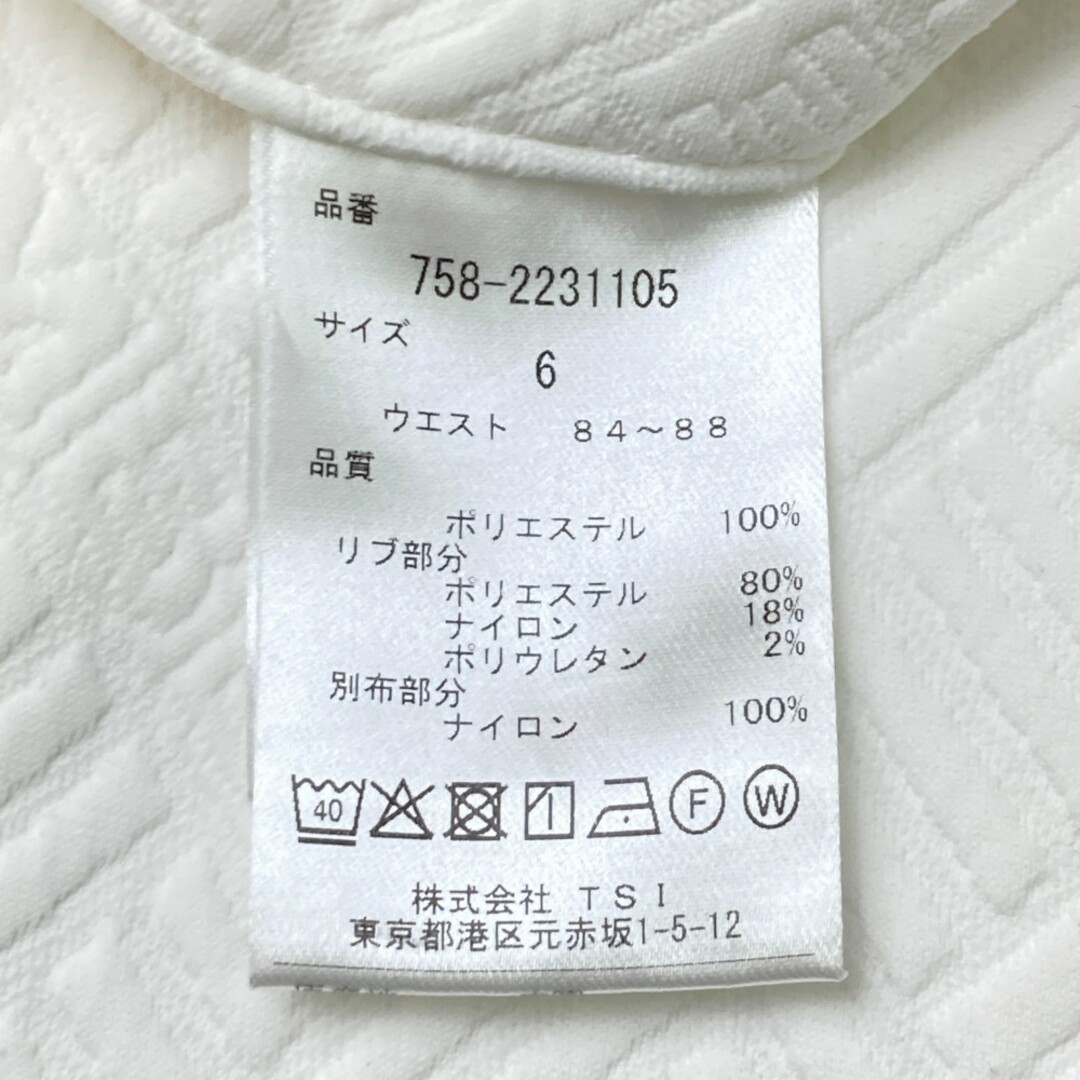 品番
758-2231105
サイズ
6
ウエスト 84～88
品質
ポリエステル 100%
リブ部分
ポリエステル 80%
ナイロン 18%
ポリウレタン 2%
別布部分
ナイロン 100%
40 F W
株式会社 TSI
東京都港区元赤坂1-5-12